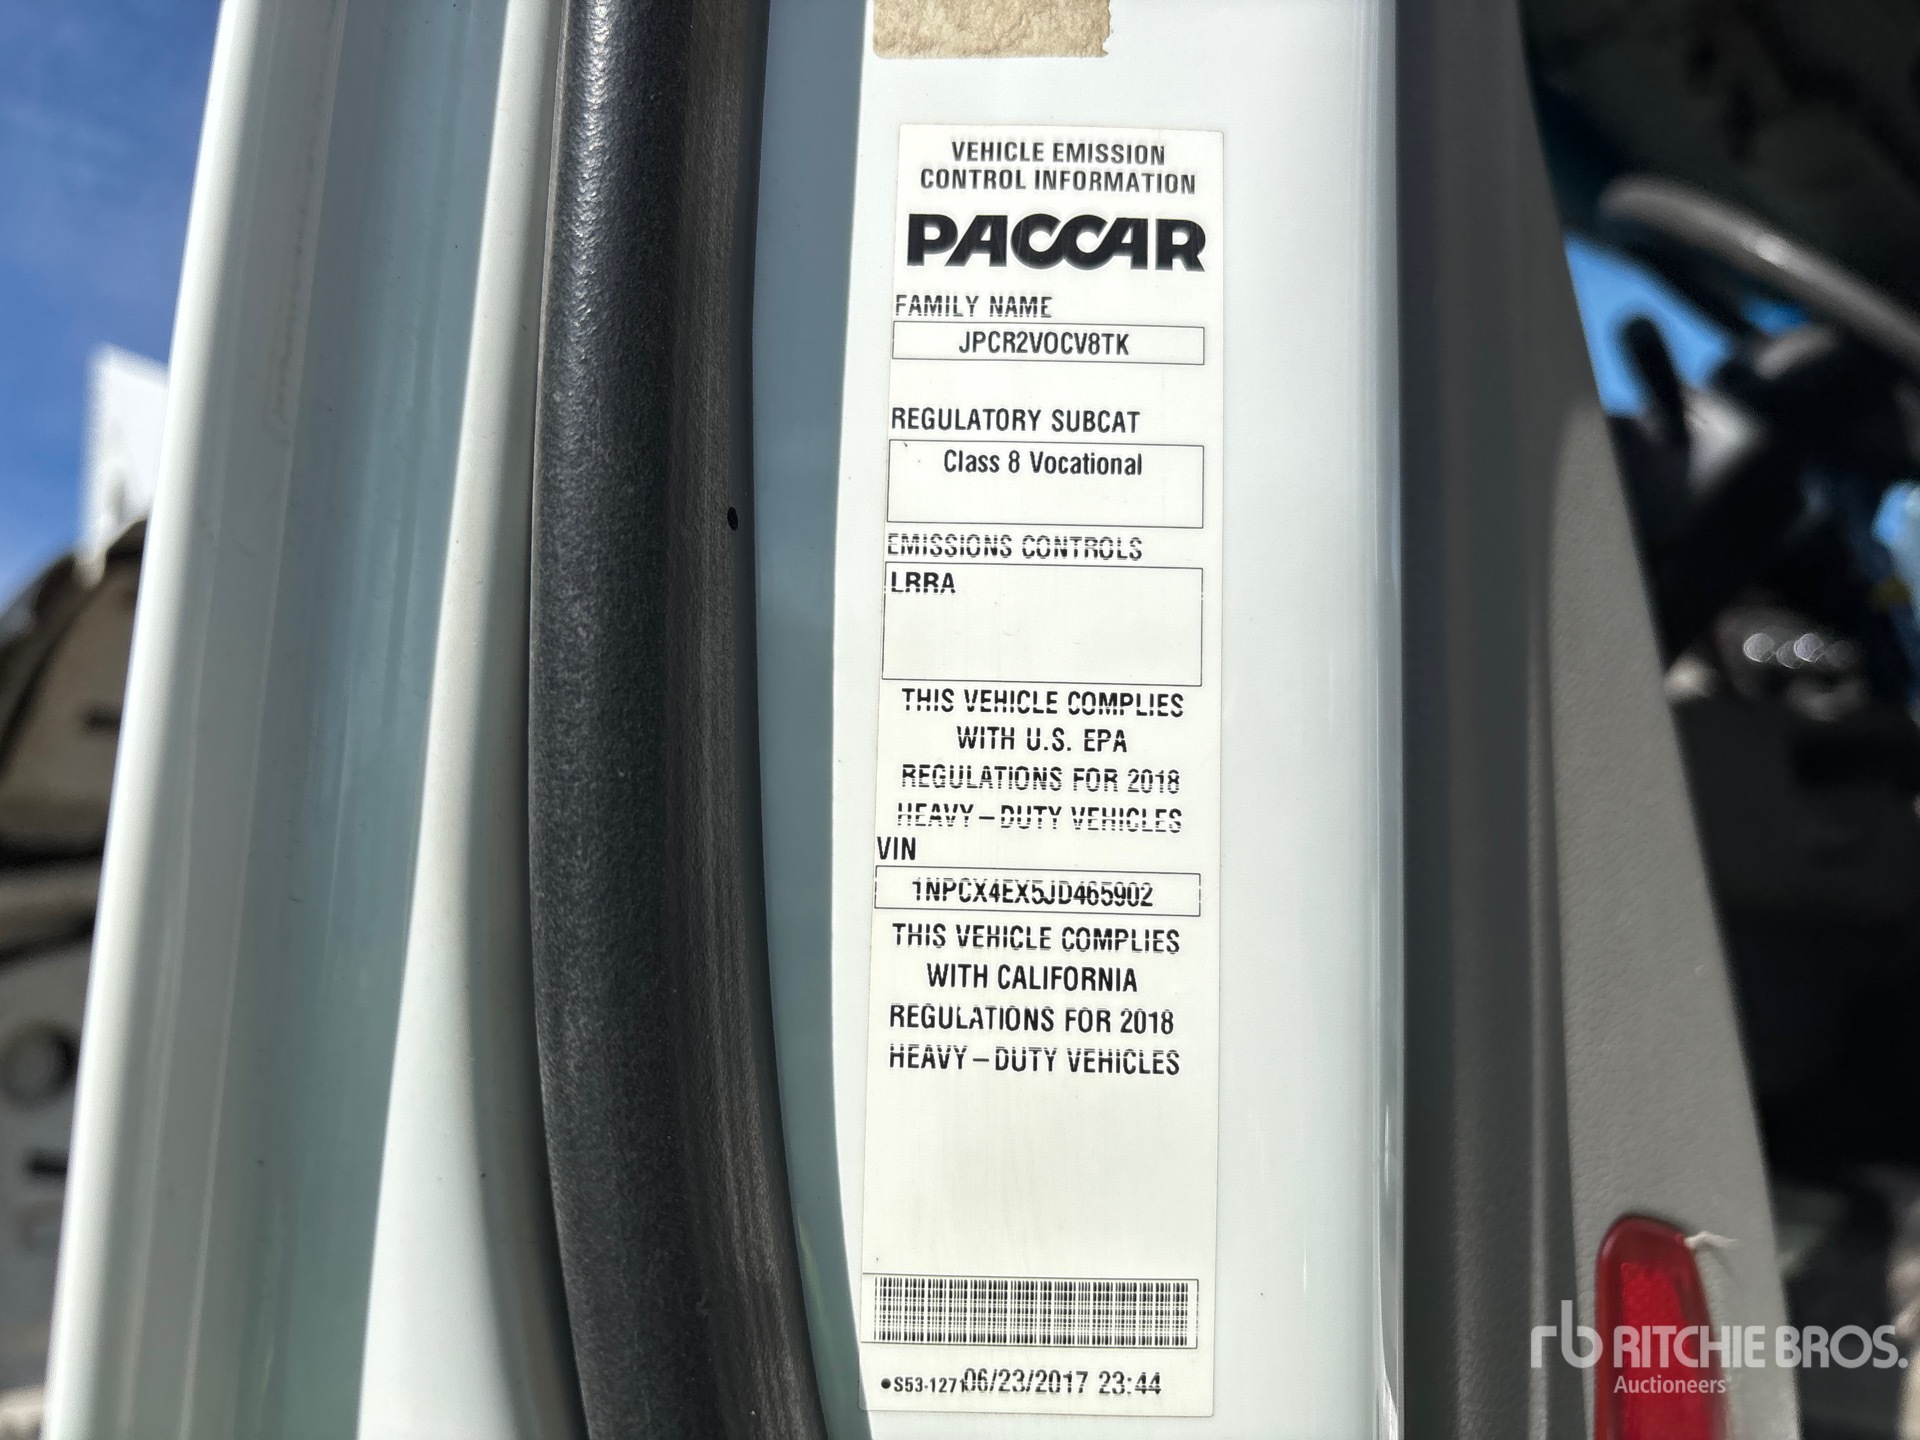 VEHICLE EMISSION
CONTROL INFORMATION
PACCAR
FAMILY NAME
JPCR2VOCV8TK
REGULATORY SUBCAT
Class 8 Vocational
EMISSIONS CONTROLS
LRRA
THIS VEHICLE COMPLIES
WITH U.S. EPA
REGULATIONS FOR 2018
HEAVY-DUTY VEHICLES
VIN
1NPCX4EX5JD465902
THIS VEHICLE COMPLIES
WITH CALIFORNIA
REGULATIONS FOR 2018
HEAVY-DUTY VEHICLES
•S53-1271 06/23/2017 23:44
rb RITCHIE BROS.
Auctioneers